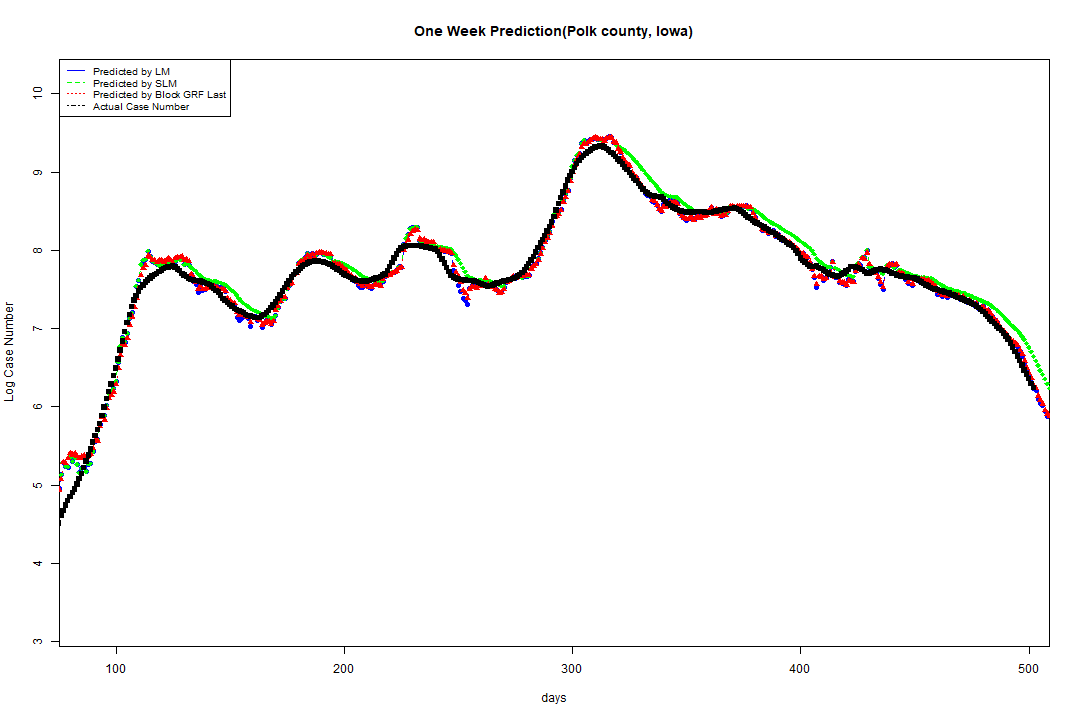 One Week Prediction(Polk county, Iowa)
Predicted by LM
Predicted by SLM
Predicted by Block GRF Last
Actual Case Number
10
9
8
7
6
5
4
3
Log Case Number
100 200 300 400 500
days